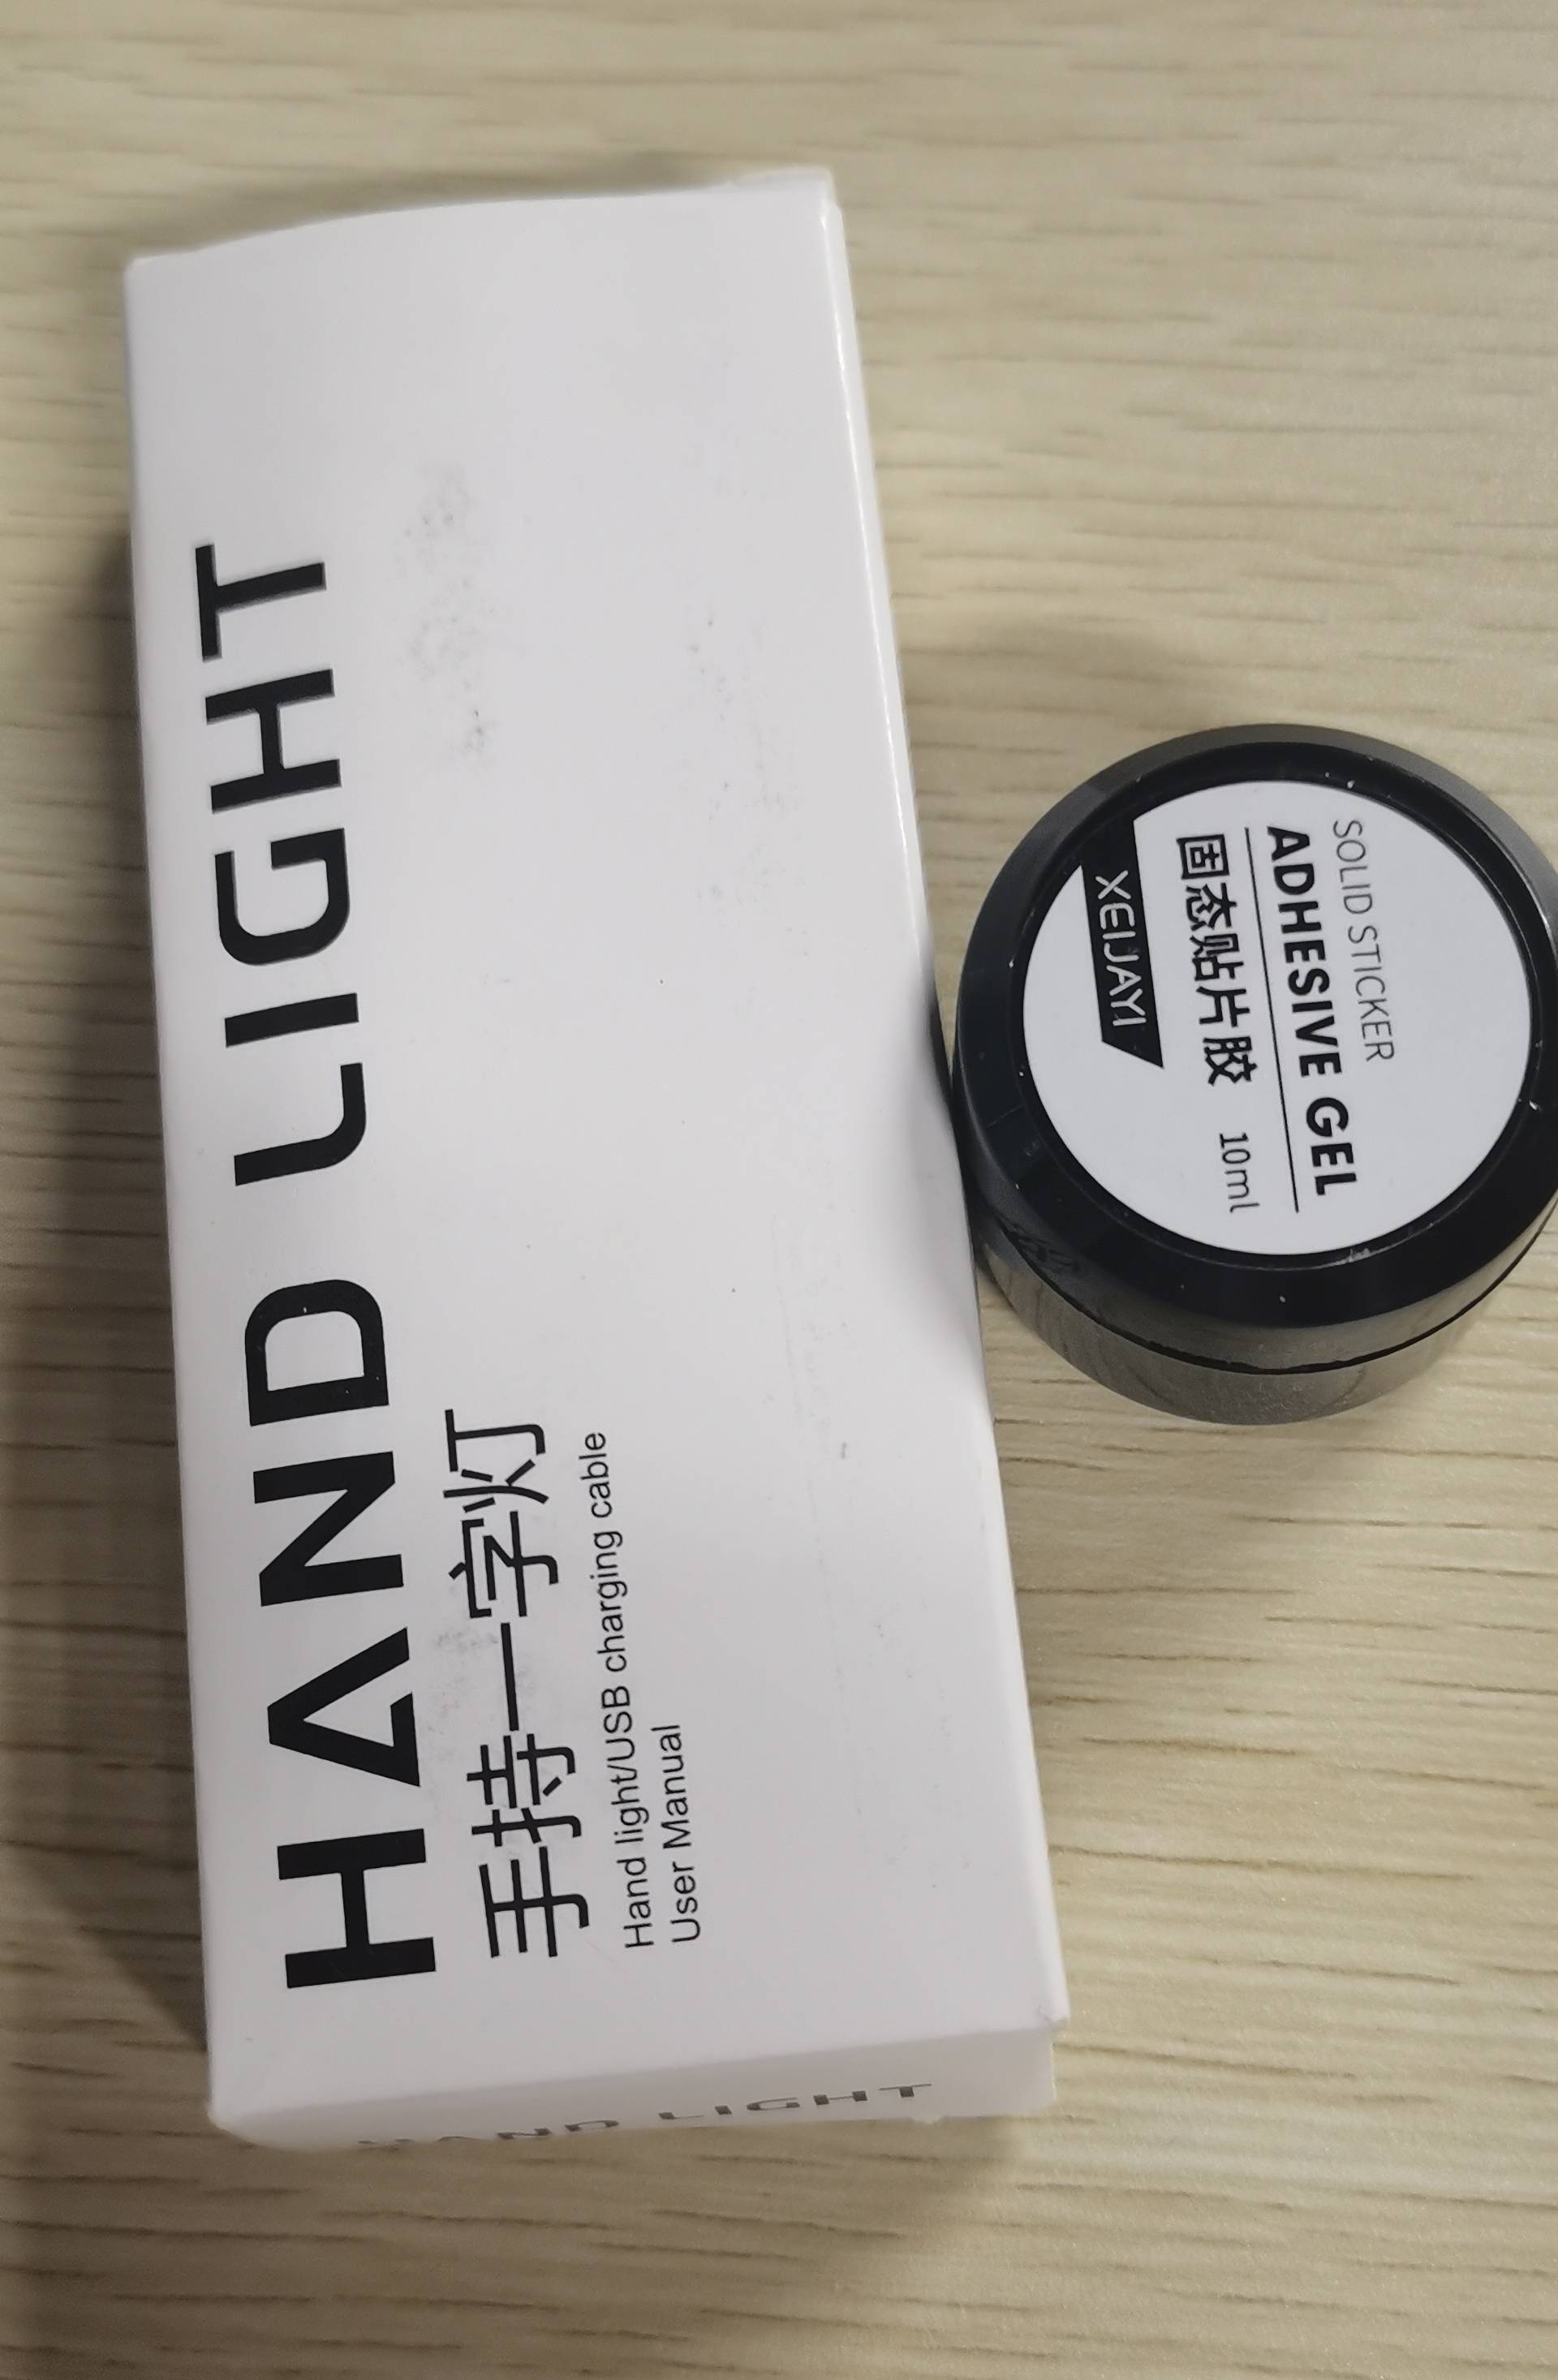 HAND LIGHT
手持一字灯
Hand light/USB charging cable
User Manual
HAND LIGHT
SOLID STICKER
ADHESIVE GEL
固态贴片胶 10ml
XEIJAYI